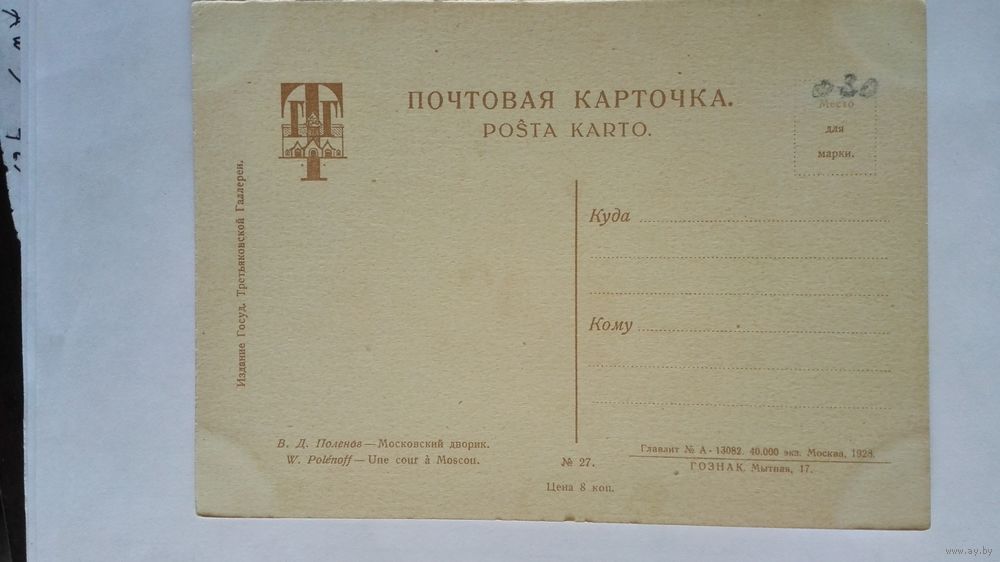 ПОЧТОВАЯ КАРТОЧКА.
POŜTA KARTO.
ТГГ
030
Место
для
марки.
Издание Госуд. Третьяковской Галлереи.
Куда
Кому
В. Д. Поленов — Московский дворик.
W. Polénoff — Une cour à Moscou.
№ 27.
Цена 8 коп.
Главлит № А - 13082. 40.000 экз. Москва, 1928.
ГОЗНАК. Мытная, 17.
www.ay.by